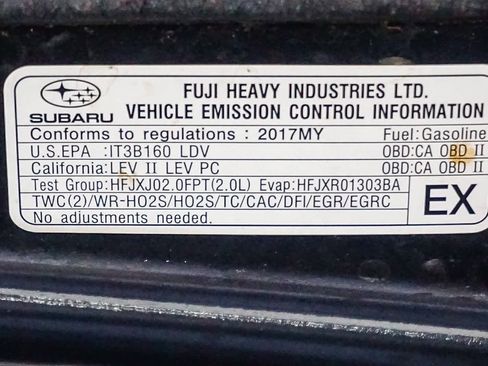 FUJI HEAVY INDUSTRIES LTD.
SUBARU VEHICLE EMISSION CONTROL INFORMATION
Conforms to regulations : 2017MY Fuel:Gasoline
U.S.EPA :IT3B160 LDV OBD:CA OBD II
California:LEV II LEV PC OBD:CA OBD II
Test Group:HFJXJ02.0FPT(2.0L) Evap:HFJXR01303BA
TWC(2)/WR-HO2S/HO2S/TC/CAC/DFI/EGR/EGRC
No adjustments needed.
EX